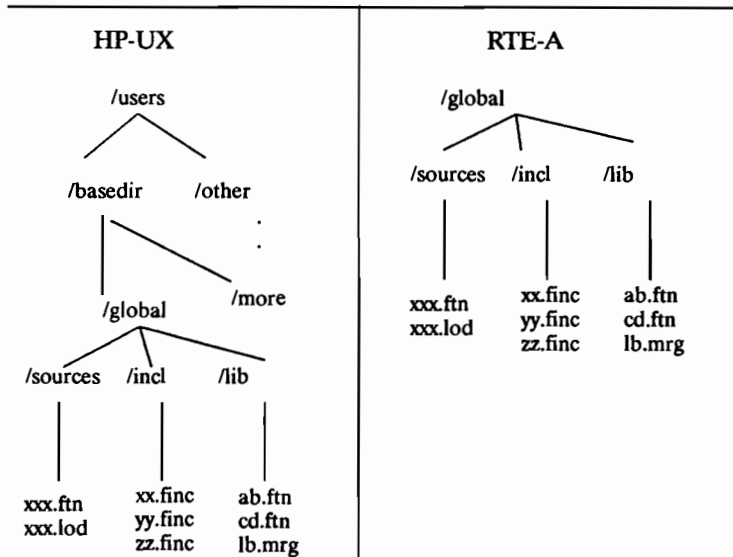 HP-UX
/users
/basedir /other
/global /more
/sources /incl /lib
xxx.ftn
xxx.lod
xx.finc
yy.finc
zz.finc
ab.ftn
cd.ftn
lb.mrg
RTE-A
/global
/sources /incl /lib
xxx.ftn
xxx.lod
xx.finc
yy.finc
zz.finc
ab.ftn
cd.ftn
lb.mrg